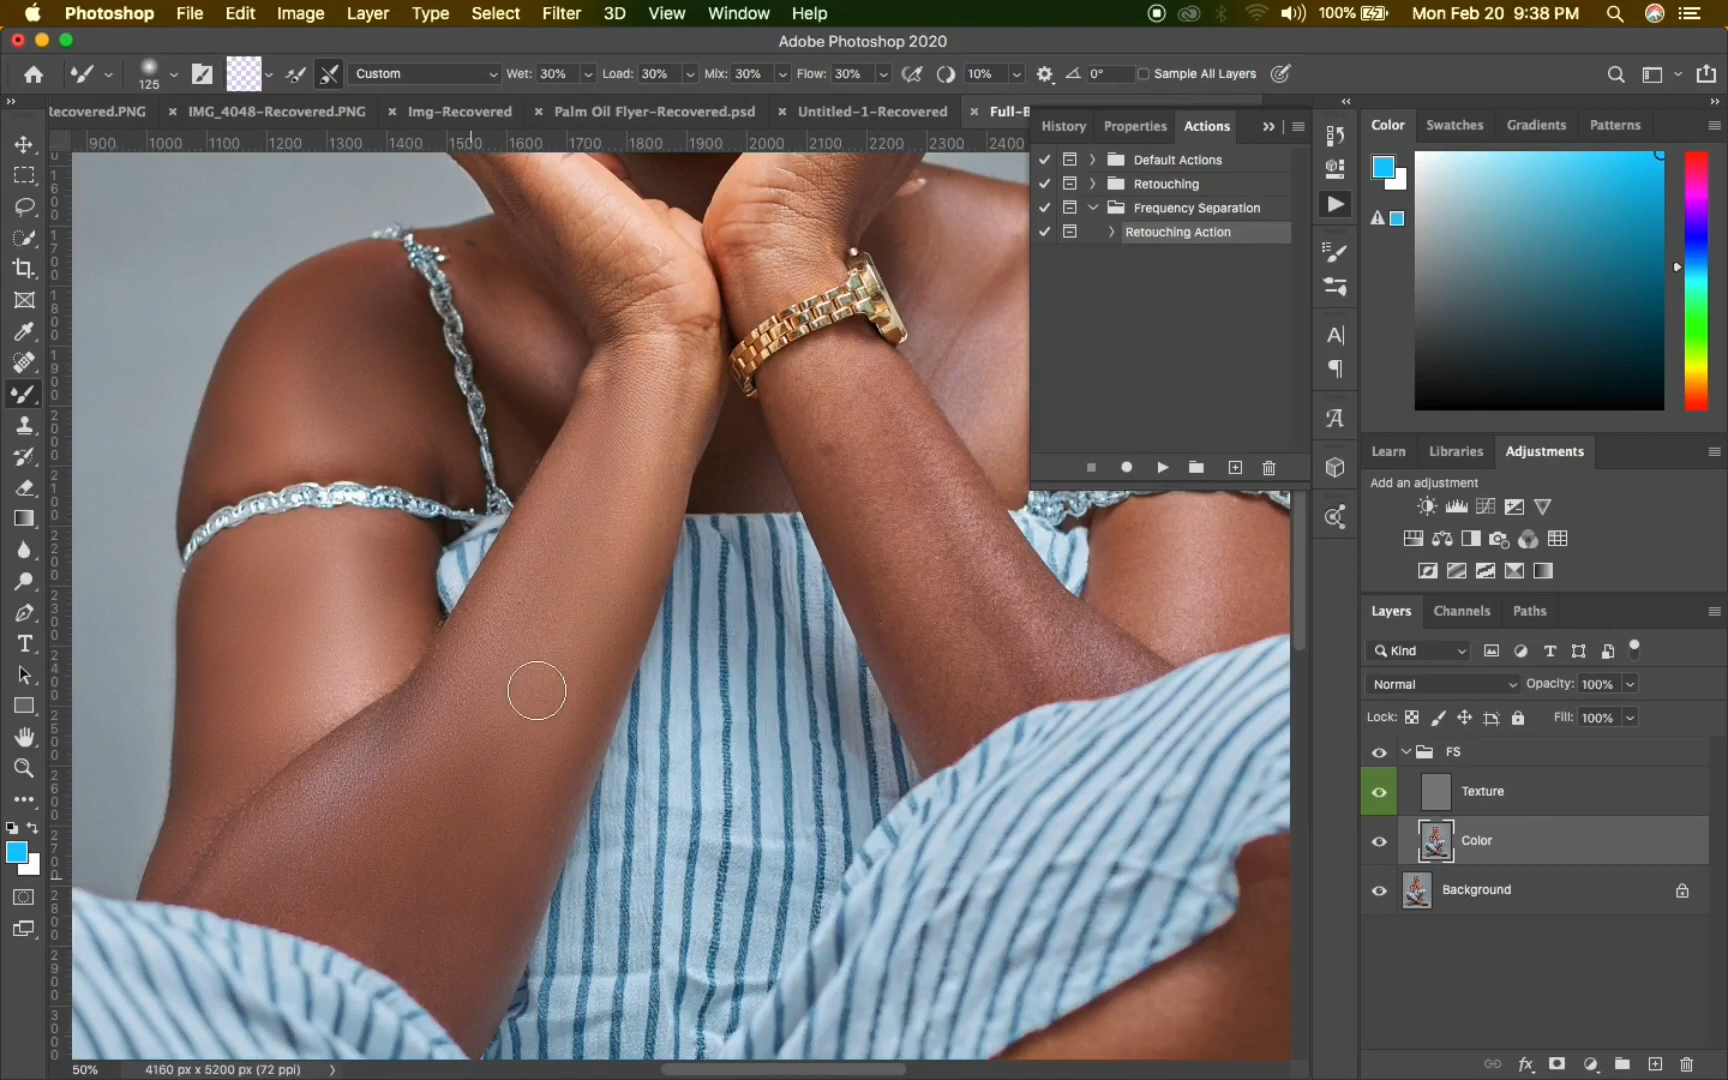 Photoshop File Edit Image Layer Type Select Filter 3D View Window Help 100% Mon Feb 20 9:38 PM
Adobe Photoshop 2020
125 Custom Wet: 30% Load: 30% Mix: 30% Flow: 30% 10% 0° Sample All Layers
Recovered.PNG × IMG_4048-Recovered.PNG × Img-Recovered × Palm Oil Flyer-Recovered.psd × Untitled-1-Recovered × Full-B
900 1000 1100 1200 1300 1400 1500 1600 1700 1800 1900 2000 2100 2200 2300 2400
History Properties Actions
Default Actions
Retouching
Frequency Separation
Retouching Action
Color Swatches Gradients Patterns
Learn Libraries Adjustments
Add an adjustment
Layers Channels Paths
Kind
Normal Opacity: 100%
Lock: Fill: 100%
FS
Texture
Color
Background
50% 4160 px x 5200 px (72 ppi)